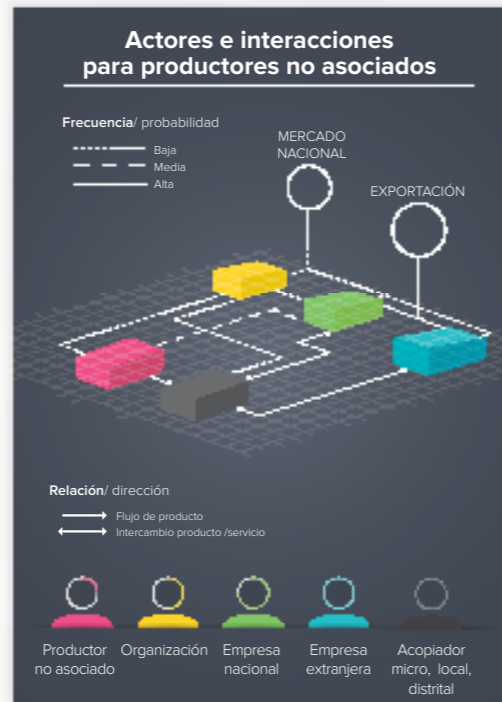 Actores e interacciones
para productores no asociados
Frecuencia/ probabilidad
Baja
Media
Alta
MERCADO
NACIONAL
EXPORTACIÓN
Relación/ dirección
Flujo de producto
Intercambio producto /servicio
Productor
no asociado
Organización
Empresa
nacional
Empresa
extranjera
Acopiador
micro, local,
distrital